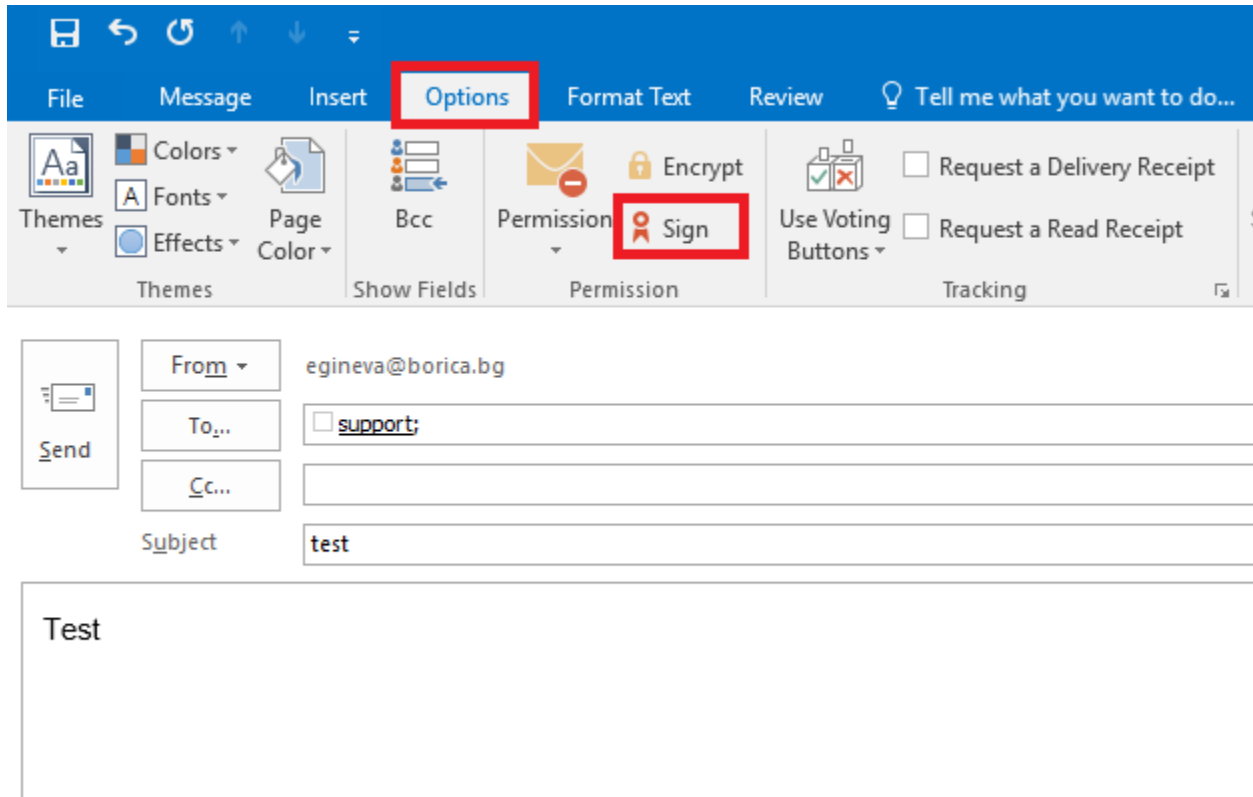 File Message Insert Options Format Text Review Tell me what you want to do...
Aa
Themes
Colors
A Fonts
Effects
Page
Color
Bcc
Permission
Encrypt
Sign
Use Voting
Buttons
Request a Delivery Receipt
Request a Read Receipt
Themes Show Fields Permission Tracking
Send
From egineva@borica.bg
To... support;
Cc...
Subject test
Test